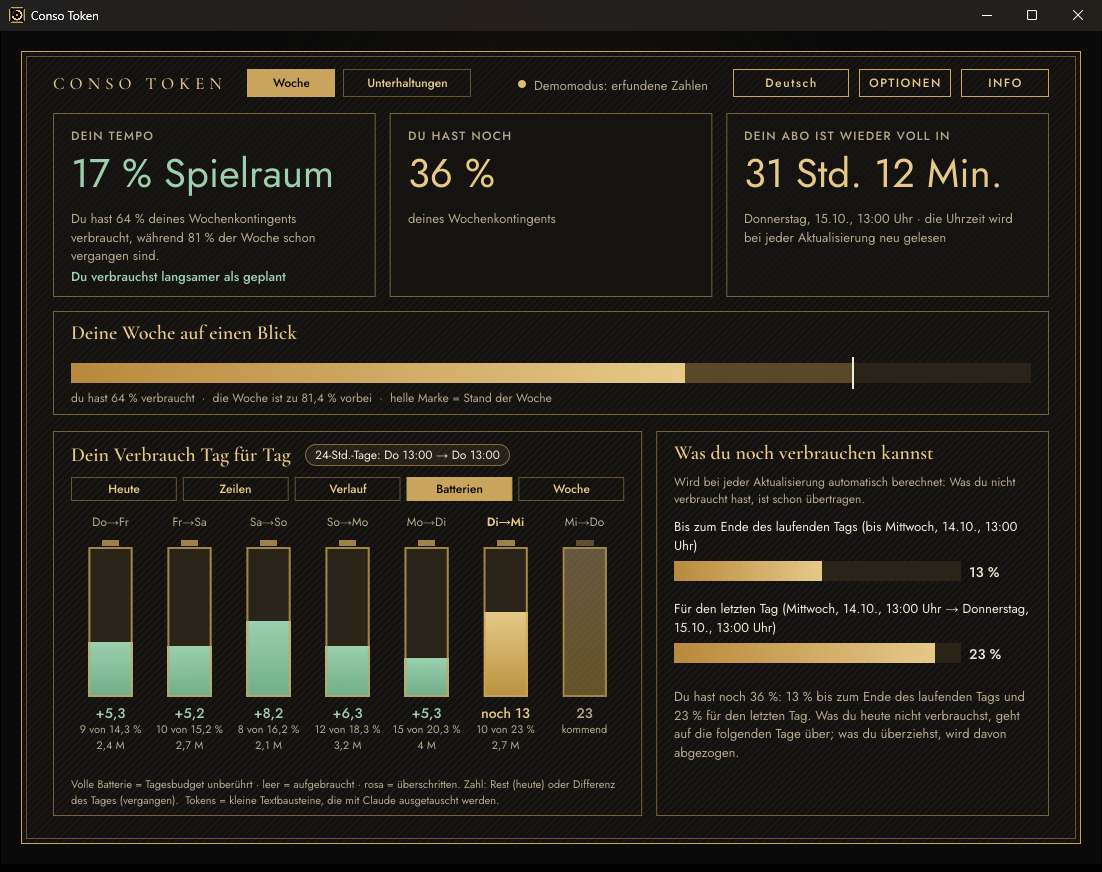 Conso Token
CONSO TOKEN
Woche
Unterhaltungen
Demomodus: erfundene Zahlen
Deutsch
OPTIONEN
INFO
DEIN TEMPO
17 % Spielraum
Du hast 64 % deines Wochenkontingents
verbraucht, während 81 % der Woche schon
vergangen sind.
Du verbrauchst langsamer als geplant
DU HAST NOCH
36 %
deines Wochenkontingents
DEIN ABO IST WIEDER VOLL IN
31 Std. 12 Min.
Donnerstag, 15.10., 13:00 Uhr · die Uhrzeit wird
bei jeder Aktualisierung neu gelesen
Deine Woche auf einen Blick
du hast 64 % verbraucht · die Woche ist zu 81,4 % vorbei · helle Marke = Stand der Woche
Dein Verbrauch Tag für Tag
24-Std.-Tage: Do 13:00 → Do 13:00
Heute
Zeilen
Verlauf
Batterien
Woche
Do→Fr
Fr→Sa
Sa→So
So→Mo
Mo→Di
Di→Mi
Mi→Do
+5,3
+5,2
+8,2
+6,3
+5,3
noch 13
23
9 von 14,3 %
10 von 15,2 %
8 von 16,2 %
12 von 18,3 %
15 von 20,3 %
10 von 23 %
kommend
2,4 M
2,7 M
2,1 M
3,2 M
4 M
2,7 M
Volle Batterie = Tagesbudget unberührt · leer = aufgebraucht · rosa = überschritten. Zahl: Rest (heute) oder Differenz
des Tages (vergangen). Tokens = kleine Textbausteine, die mit Claude ausgetauscht werden.
Was du noch verbrauchen kannst
Wird bei jeder Aktualisierung automatisch berechnet: Was du nicht
verbraucht hast, ist schon übertragen.
Bis zum Ende des laufenden Tags (bis Mittwoch, 14.10., 13:00
Uhr)
13 %
Für den letzten Tag (Mittwoch, 14.10., 13:00 Uhr → Donnerstag,
15.10., 13:00 Uhr)
23 %
Du hast noch 36 %: 13 % bis zum Ende des laufenden Tags und
23 % für den letzten Tag. Was du heute nicht verbrauchst, geht
auf die folgenden Tage über; was du überziehst, wird davon
abgezogen.